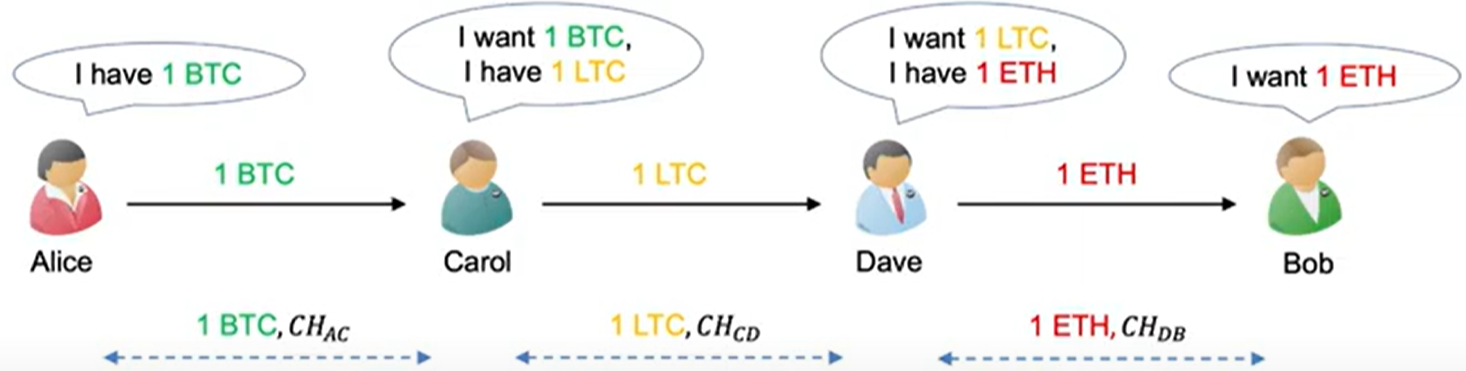 I have 1 BTC
I want 1 BTC,
I have 1 LTC
I want 1 LTC,
I have 1 ETH
I want 1 ETH
1 BTC
1 LTC
1 ETH
Alice
Carol
Dave
Bob
1 BTC, CH_AC
1 LTC, CH_CD
1 ETH, CH_DB